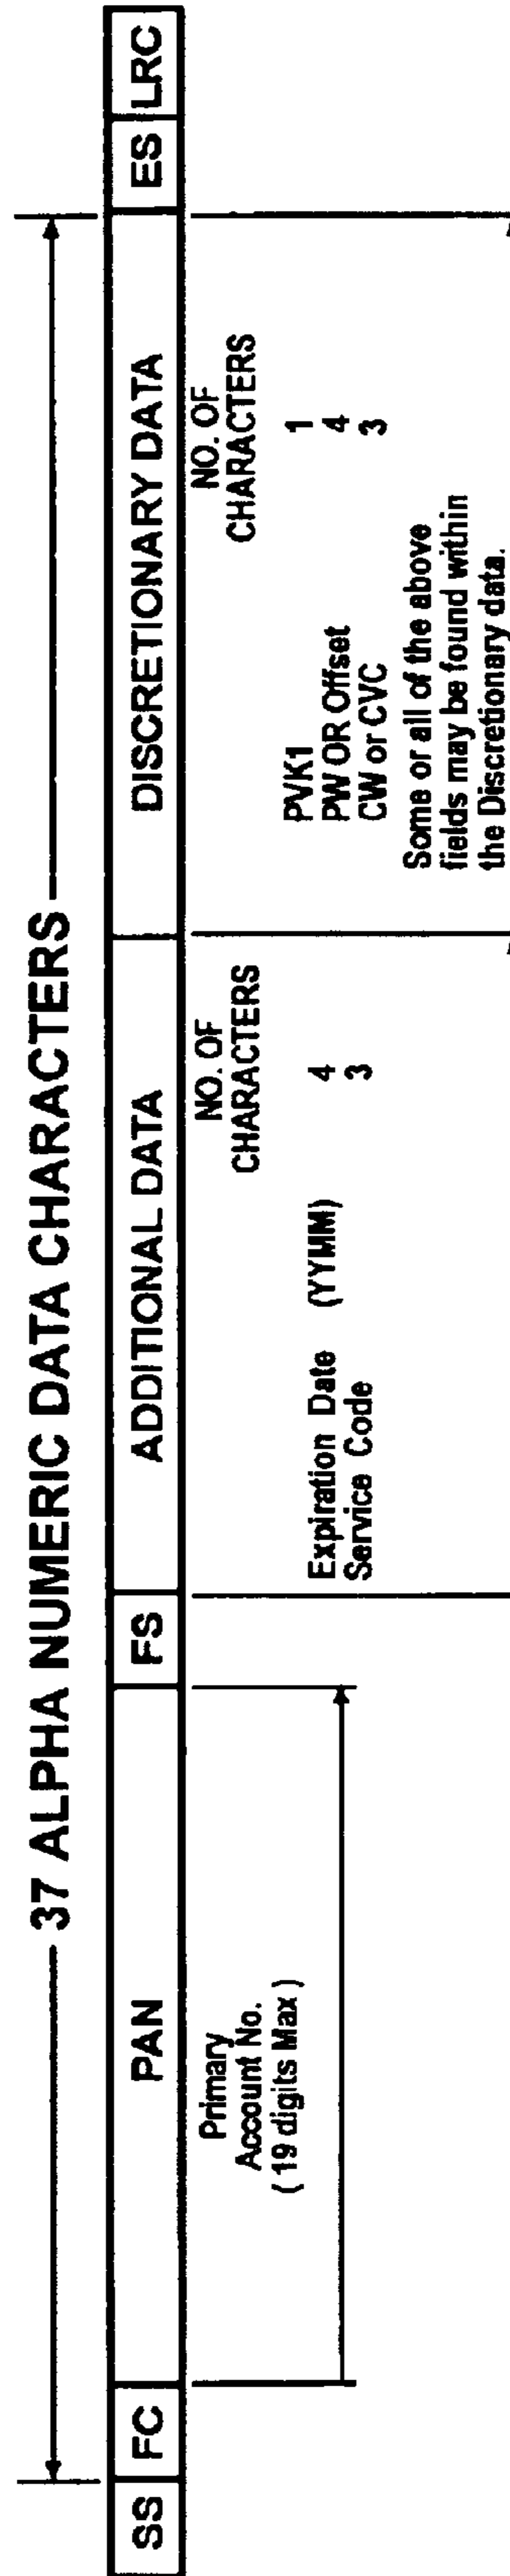 37 ALPHA NUMERIC DATA CHARACTERS
SS FC PAN FS ADDITIONAL DATA DISCRETIONARY DATA ES LRC
Primary
Account No.
( 19 digits Max )
NO. OF
CHARACTERS
Expiration Date (YYMM) 4
Service Code 3
NO. OF
CHARACTERS
PVK1 1
PW OR Offset 4
CW or CVC 3
Some or all of the above
fields may be found within
the Discretionary data.